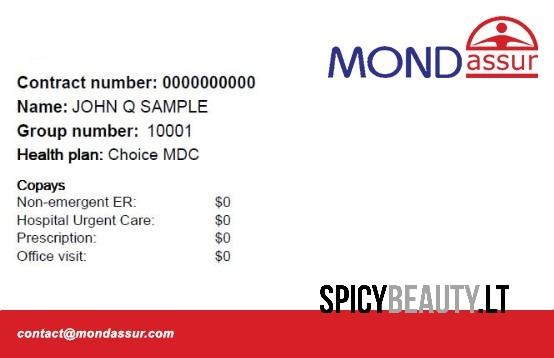 MONDassur
Contract number: 0000000000
Name: JOHN Q SAMPLE
Group number: 10001
Health plan: Choice MDC
Copays
Non-emergent ER: $0
Hospital Urgent Care: $0
Prescription: $0
Office visit: $0
SPICYBEAUTY.LT
contact@mondassur.com